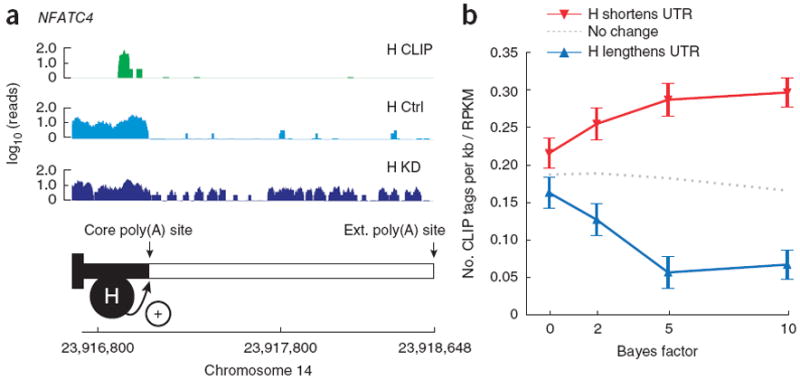 a
NFATC4
log10 (reads)
H CLIP
2.0
1.0
0
H Ctrl
2.0
1.0
0
H KD
2.0
1.0
0
Core poly(A) site
Ext. poly(A) site
H
+
23,916,800
23,917,800
23,918,648
Chromosome 14
b
H shortens UTR
No change
H lengthens UTR
No. CLIP tags per kb / RPKM
0.35
0.30
0.25
0.20
0.15
0.10
0.05
0
0
2
5
10
Bayes factor